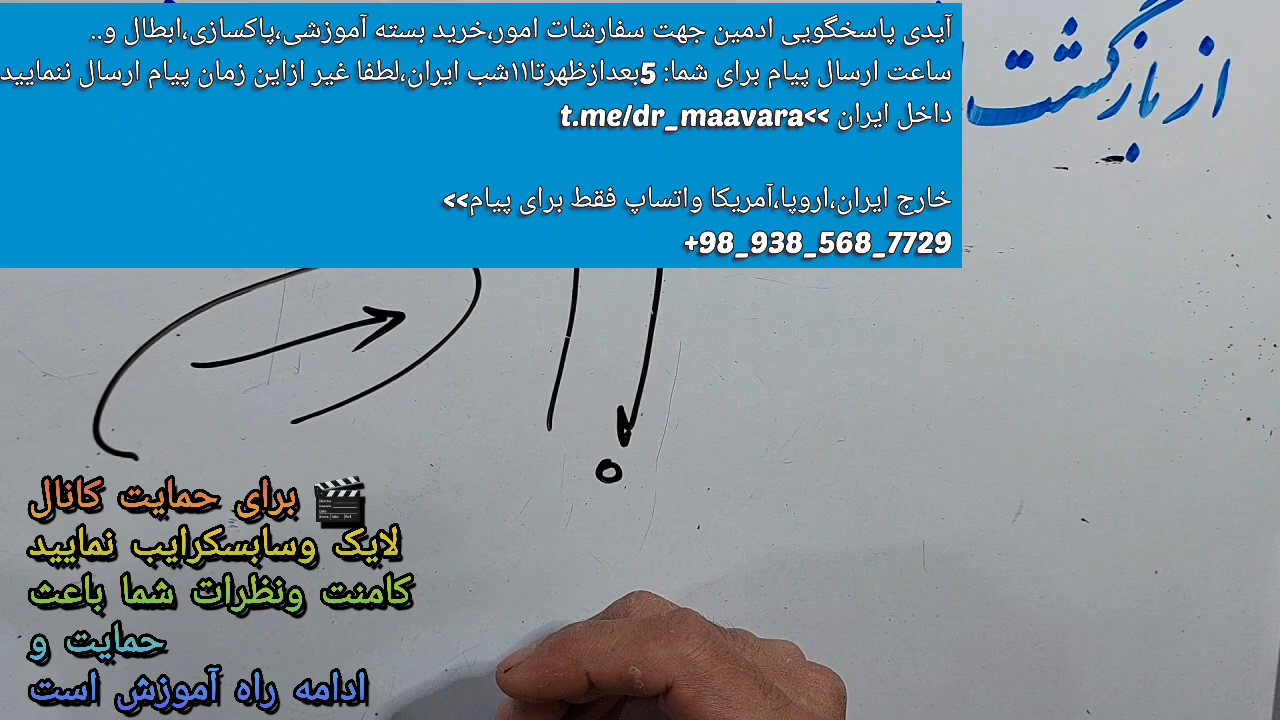 آیدی پاسخگویی ادمین جهت سفارشات امور،خرید بسته آموزشی،پاکسازی،ابطال و..
ساعت ارسال پیام برای شما: 5بعدازظهرتا۱۱شب ایران،لطفا غیر ازاین زمان پیام ارسال ننمایید
داخل ایران >>t.me/dr_maavara
خارج ایران،اروپا،آمریکا واتساپ فقط برای پیام>>
+98_938_568_7729
از بازگشت
برای حمایت کانال
لایک وسابسکرایب نمایید
کامنت ونظرات شما باعث
حمایت و
ادامه راه آموزش است